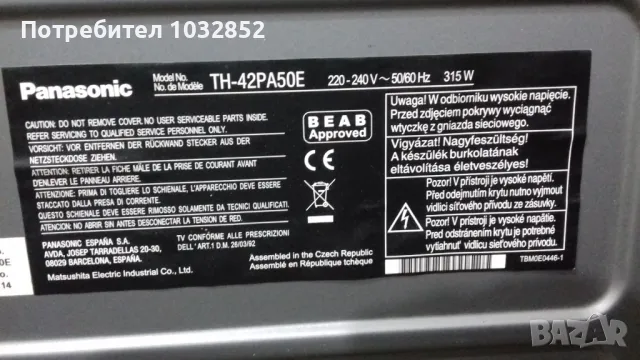 Потребител 1032852
Panasonic
Model No.
No. de Modèle
TH-42PA50E
220 - 240 V ~ 50/60 Hz
315 W
CAUTION: DO NOT REMOVE COVER. NO USER SERVICEABLE PARTS INSIDE.
REFER SERVICING TO QUALIFIED SERVICE PERSONNEL ONLY.
VORSICHT: VOR ENTFERNEN DER RÜCKWAND STECKER AUS DER
NETZSTECKDOSE ZIEHEN.
ATTENTION: RETIRER LA FICHE MÂLE DE LA PRISE DE COURANT AVANT
D'ENLEVER LE PANNEAU ARRIERE.
ATTENZIONE: PRIMA DI TOGLIERE LO SCHIENALE, L'APPARECCHIO DEVE ESSERE
STACCATO DALLA PRESA DI CORRENTE.
QUESTO SCHIENALE DEVE ESSERE RIMOSSO SOLAMENTE DA TECNICI QUALIFICATI.
ATENCION: NO ABRIR SIN ANTES DESCONECTAR LA TENSION DE RED.
PANASONIC ESPAÑA S.A.
AVDA, JOSEP TARRADELLAS 20-30,
08029 BARCELONA, ESPAÑA.
TV CONFORME ALLE PRESCRIZIONI
DELL'ART.1 D.M. 26/03/92
Matsushita Electric Industrial Co., Ltd.
Assembled in the Czech Republic
Assemblé en République tchèque
BEAB
Approved
CE
Uwaga! W odbiorniku wysokie napięcie.
Przed zdjęciem pokrywy wyciągnąć
wtyczkę z gniazda sieciowego.
Vigyázat! Nagyfeszültség!
A készülék burkolatának
eltávolítása életveszélyes!
Pozor! V přístroji je vysoké napětí.
Před odejmutím krytu nutno vyjmout
vidlici síťového přívodu ze zásuvky.
Pozor! V prístroji je vysoké napätie.
Pred odstránením krytu je potrebné
vytiahnuť vidlicu sieťového prívodu.
TBM0E0446-1
0E
o.
14
BAZAR